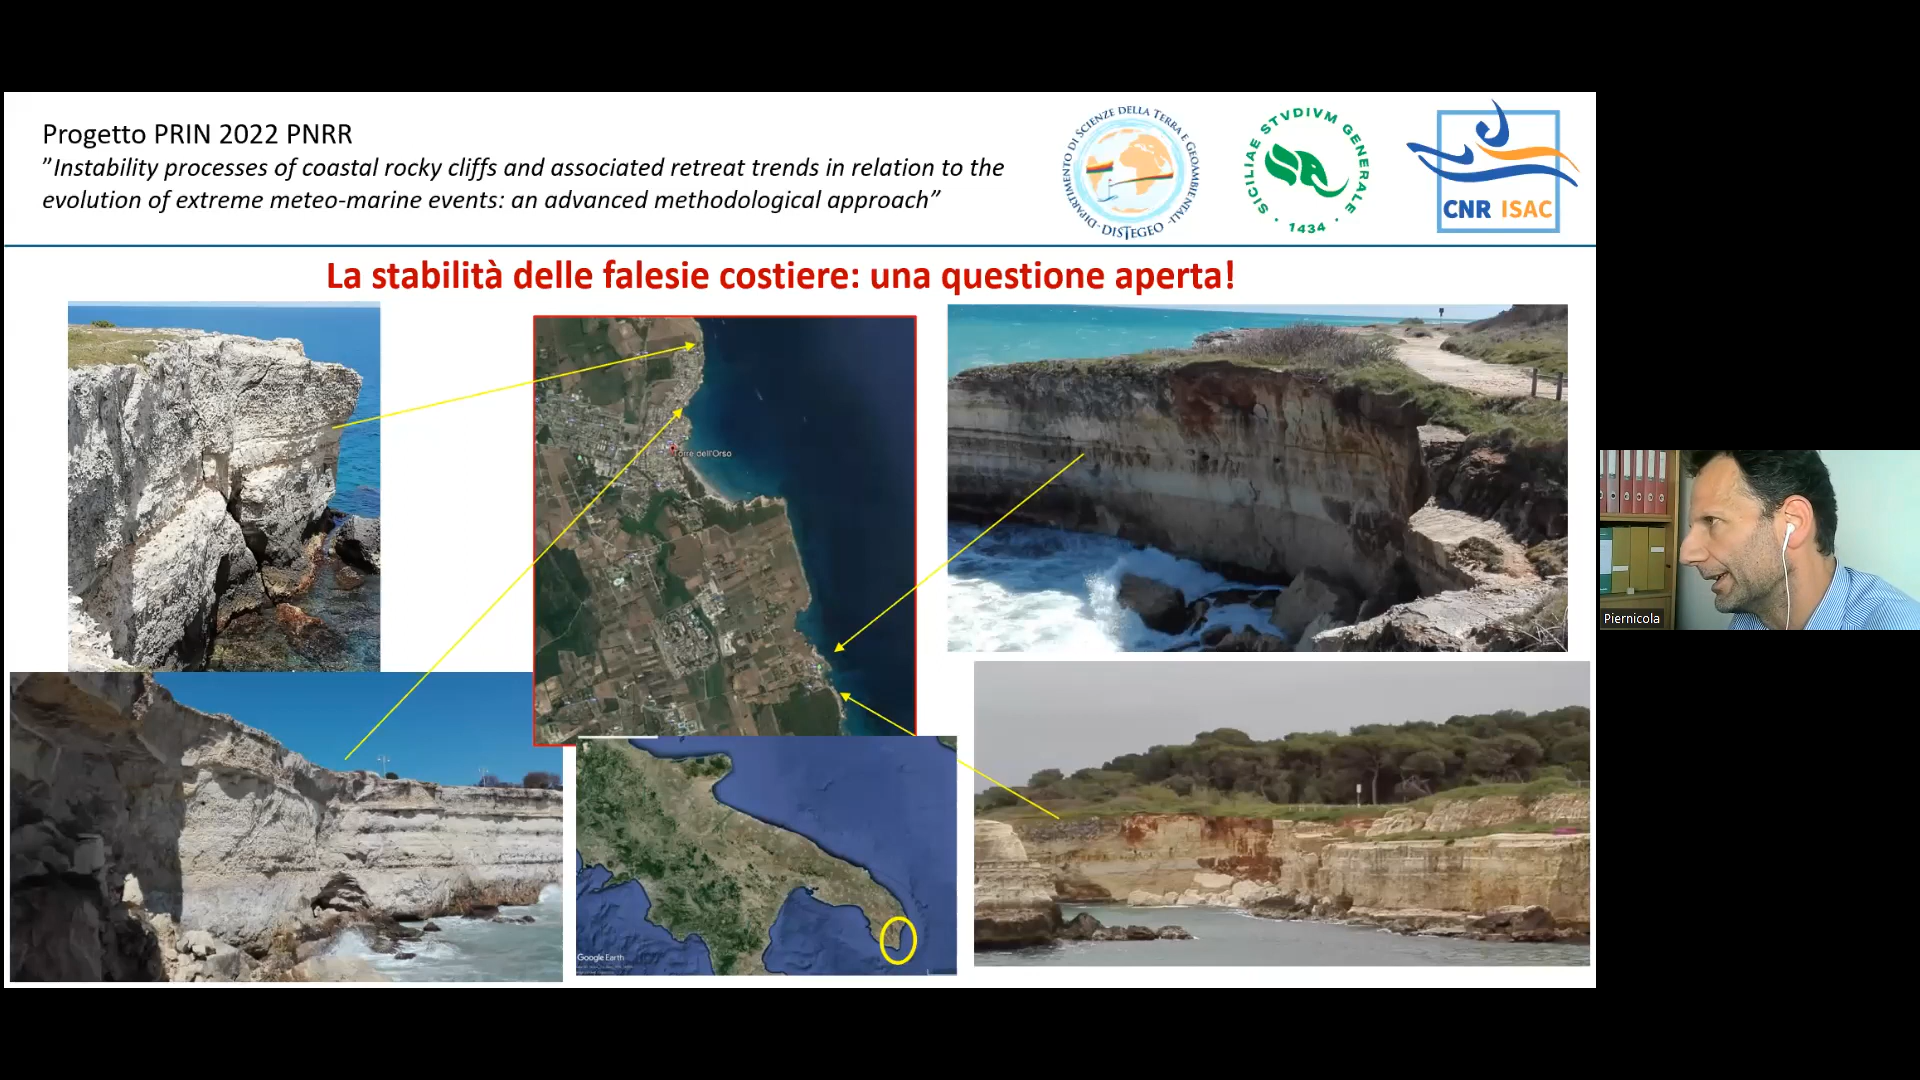 Progetto PRIN 2022 PNRR
”Instability processes of coastal rocky cliffs and associated retreat trends in relation to the
evolution of extreme meteo-marine events: an advanced methodological approach”
DIPARTIMENTO DI SCIENZE DELLA TERRA E GEOAMBIENTALI
-DISTEGEO-
SICILIAE STVDIVM GENERALE
1434
CNR ISAC
La stabilità delle falesie costiere: una questione aperta!
Torre dell'Orso
Google Earth
Piernicola